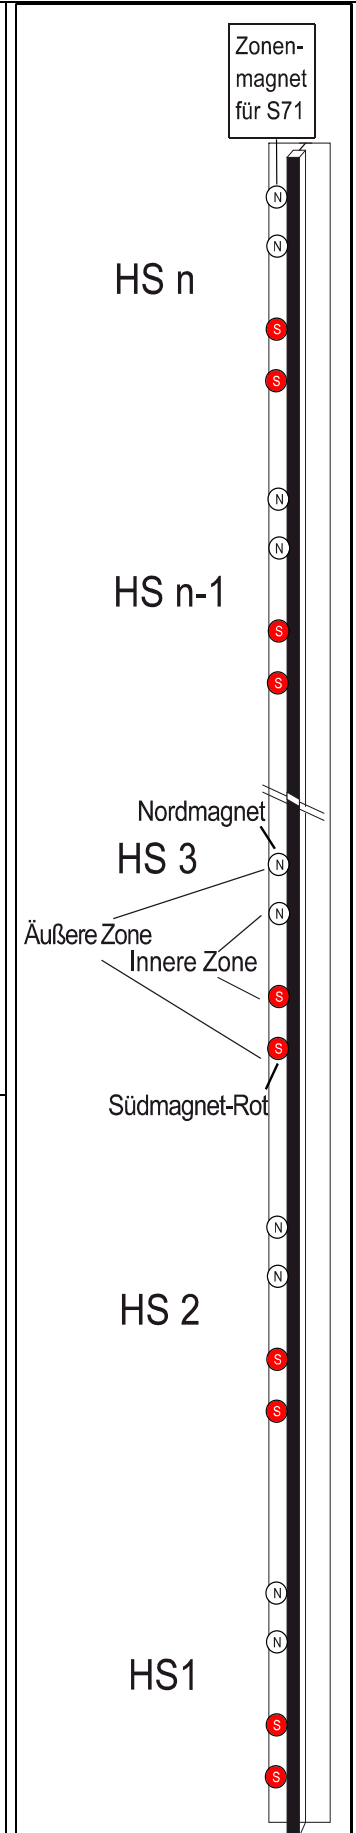 Zonen-
magnet
für S71
N
N
HS n
S
S
N
N
HS n-1
S
S
Nordmagnet
HS 3
N
N
Äußere Zone
Innere Zone
S
S
Südmagnet-Rot
N
N
HS 2
S
S
N
N
HS1
S
S